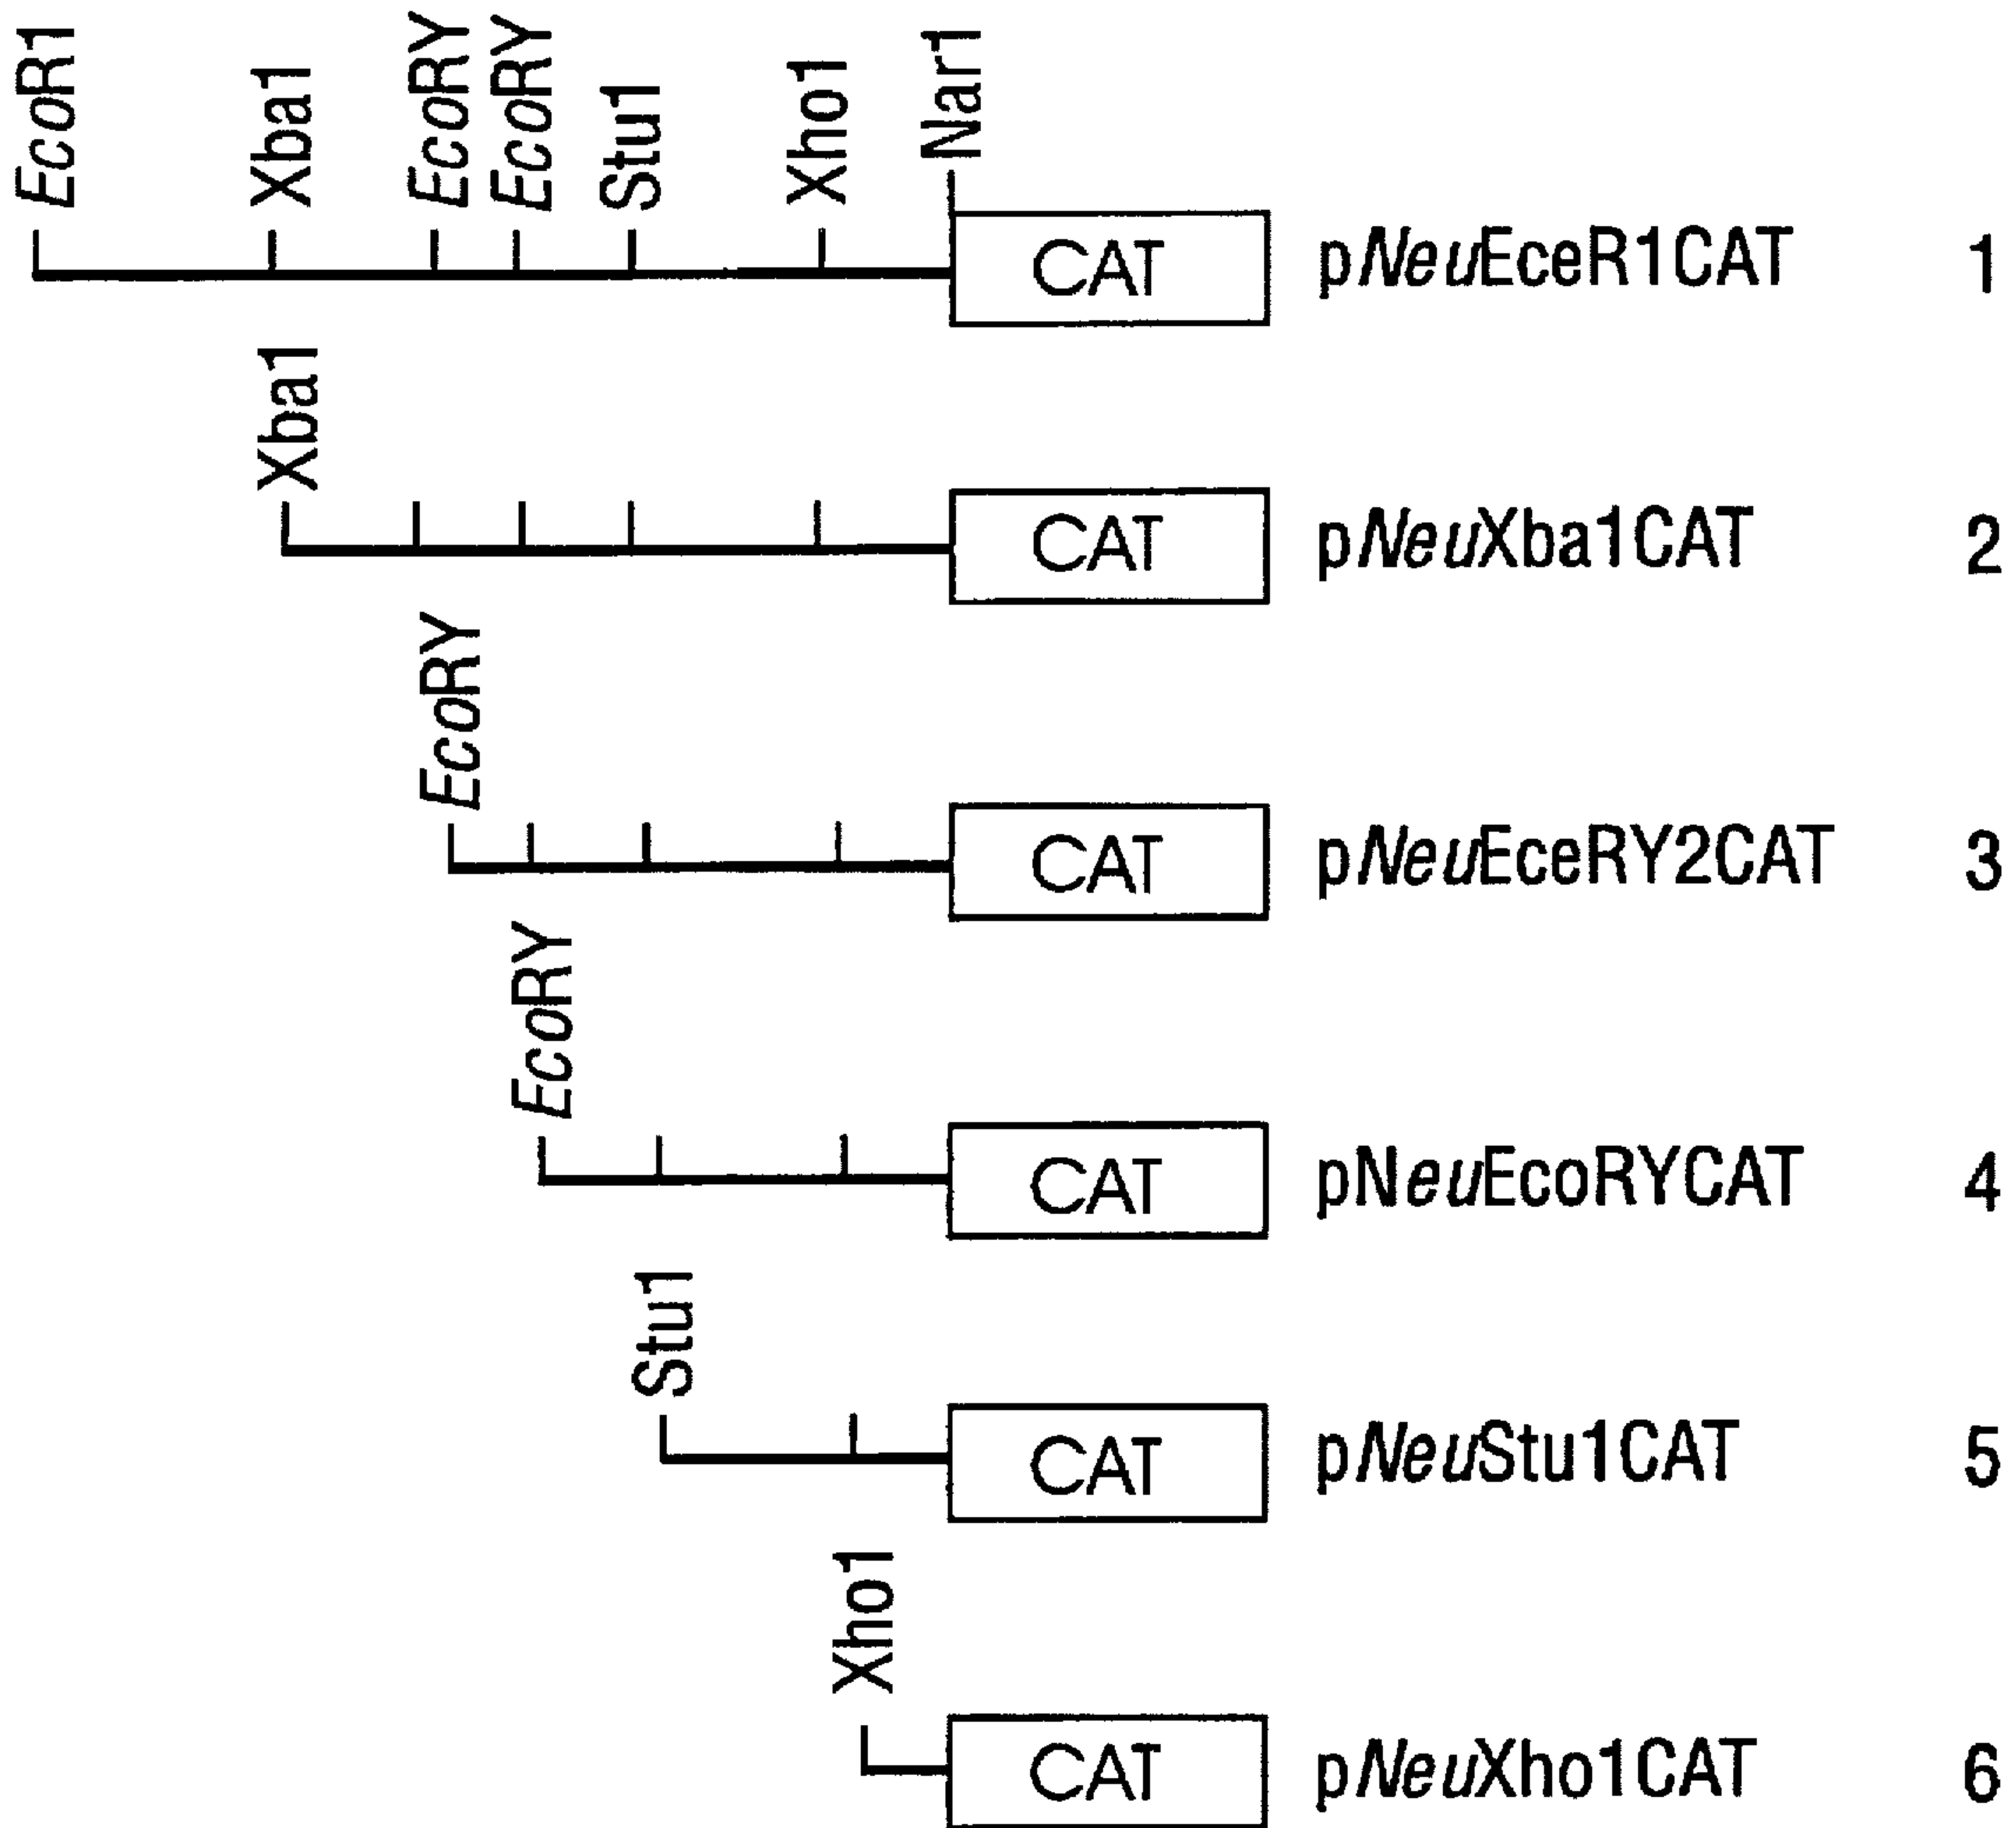 EcoR1
Xba1
EcoRY
EcoRY
Stu1
Xho1
Nar1
CAT pNeuEceR1CAT 1
Xba1
CAT pNeuXba1CAT 2
EcoRY
CAT pNeuEceRY2CAT 3
EcoRY
CAT pNeuEcoRYCAT 4
Stu1
CAT pNeuStu1CAT 5
Xho1
CAT pNeuXho1CAT 6